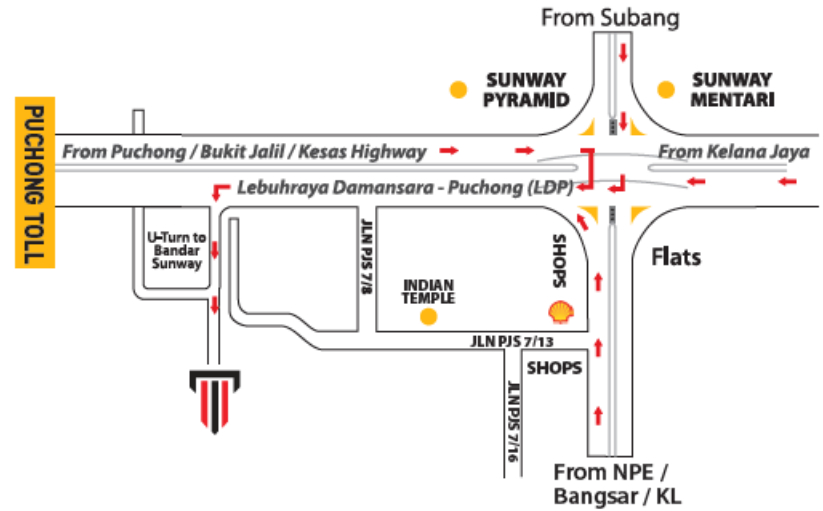 From Subang
SUNWAY
PYRAMID
SUNWAY
MENTARI
PUCHONG TOLL
From Puchong / Bukit Jalil / Kesas Highway
From Kelana Jaya
Lebuhraya Damansara - Puchong (LDP)
U-Turn to
Bandar
Sunway
JLN PJS 7/8
INDIAN
TEMPLE
SHOPS
Flats
JLN PJS 7/13
SHOPS
JLN PJS 7/16
From NPE /
Bangsar / KL